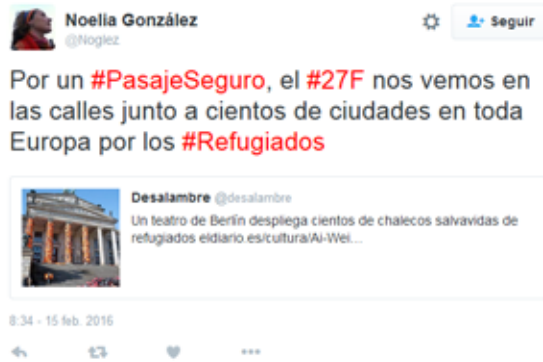 Noelia González
@Noglez
Seguir
Por un #PasajeSeguro, el #27F nos vemos en
las calles junto a cientos de ciudades en toda
Europa por los #Refugiados
Desalambre @desalambre
Un teatro de Berlín despliega cientos de chalecos salvavidas de
refugiados eldiario.es/cultura/Ai-Wei...
8:34 - 15 feb. 2016